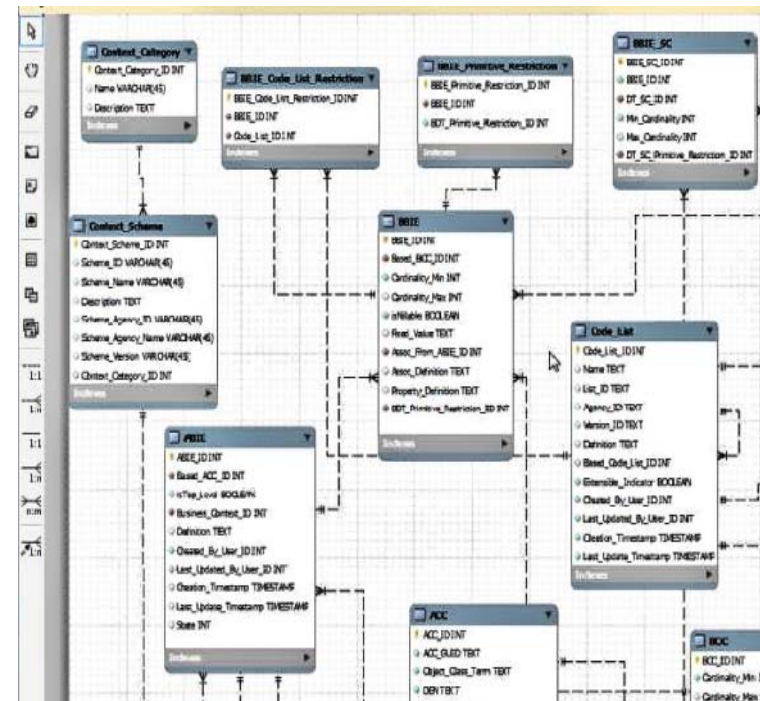 Context_Category
Context_Category_ID INT
Name VARCHAR(45)
Description TEXT
Indexes
BBIE_Code_List_Restriction
BBIE_Code_List_Restriction_ID INT
BBIE_ID INT
Code_List_ID INT
Indexes
BBIE_Primitive_Restriction
BBIE_Primitive_Restriction_ID INT
BBIE_ID INT
BDT_Primitive_Restriction_ID INT
Indexes
BBIE_SC
BBIE_SC_ID INT
BBIE_ID INT
DT_SC_ID INT
Min_Cardinality INT
Max_Cardinality INT
DT_SC_Primitive_Restriction_ID INT
Indexes
Context_Scheme
Context_Scheme_ID INT
Scheme_ID VARCHAR(45)
Scheme_Name VARCHAR(45)
Description TEXT
Scheme_Agency_ID VARCHAR(45)
Scheme_Agency_Name VARCHAR(45)
Scheme_Version VARCHAR(45)
Context_Category_ID INT
Indexes
BBIE
BBIE_ID INT
Based_BCC_ID INT
Cardinality_Min INT
Cardinality_Max INT
isNillable BOOLEAN
Fixed_Value TEXT
Assoc_From_ABIE_ID INT
Assoc_Definition TEXT
Property_Definition TEXT
BDT_Primitive_Restriction_ID INT
Indexes
Code_List
Code_List_ID INT
Name TEXT
List_ID TEXT
Agency_ID TEXT
Version_ID TEXT
Definition TEXT
Based_Code_List_ID INT
Extensible_Indicator BOOLEAN
Created_By_User_ID INT
Last_Updated_By_User_ID INT
Creation_Timestamp TIMESTAMP
Last_Update_Timestamp TIMESTAMP
Indexes
ABIE
ABIE_ID INT
Based_ACC_ID INT
isTop_Level BOOLEAN
Business_Context_ID INT
Definition TEXT
Created_By_User_ID INT
Last_Updated_By_User_ID INT
Creation_Timestamp TIMESTAMP
Last_Update_Timestamp TIMESTAMP
State INT
Indexes
ACC
ACC_ID INT
ACC_GUID TEXT
Object_Class_Term TEXT
DEN TEXT
BCC_ID INT
Cardinality_Min
Cardinality_Max
1:1
1:n
1:1
1:n
n:m
1:n